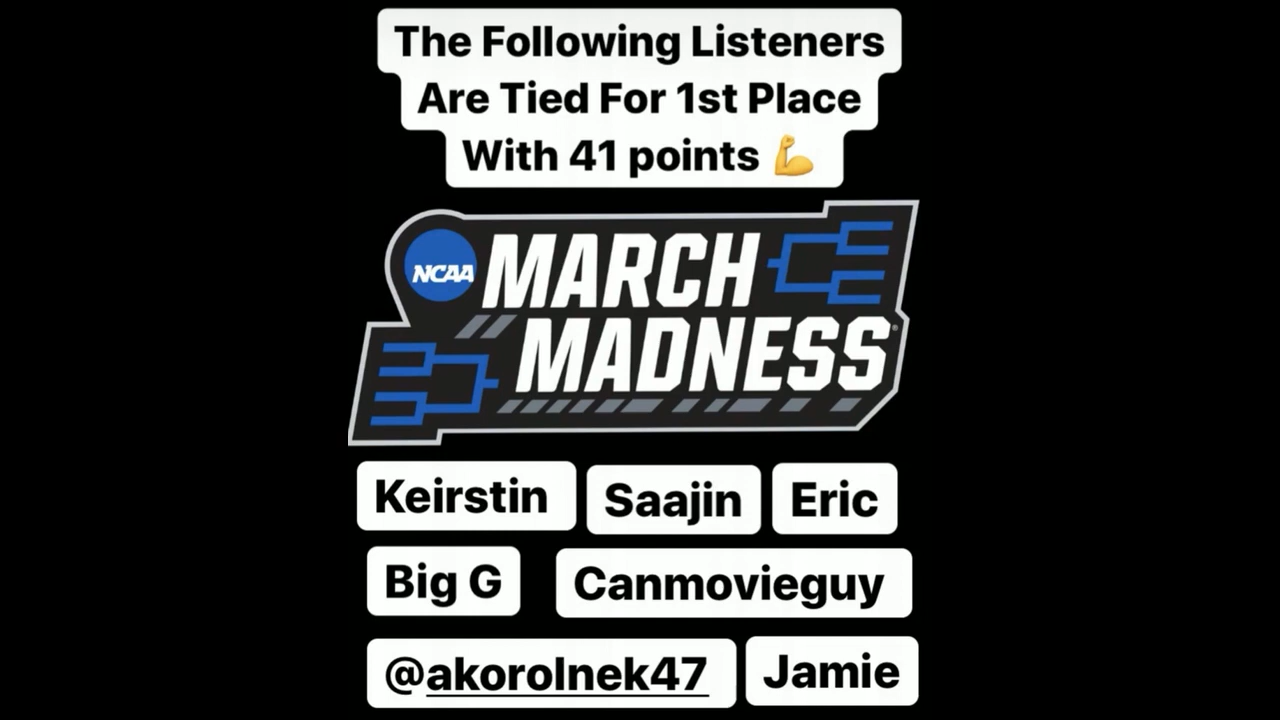 The Following Listeners
Are Tied For 1st Place
With 41 points 💪
NCAA
MARCH
MADNESS
Keirstin Saajin Eric
Big G Canmovieguy
@akorolnek47 Jamie